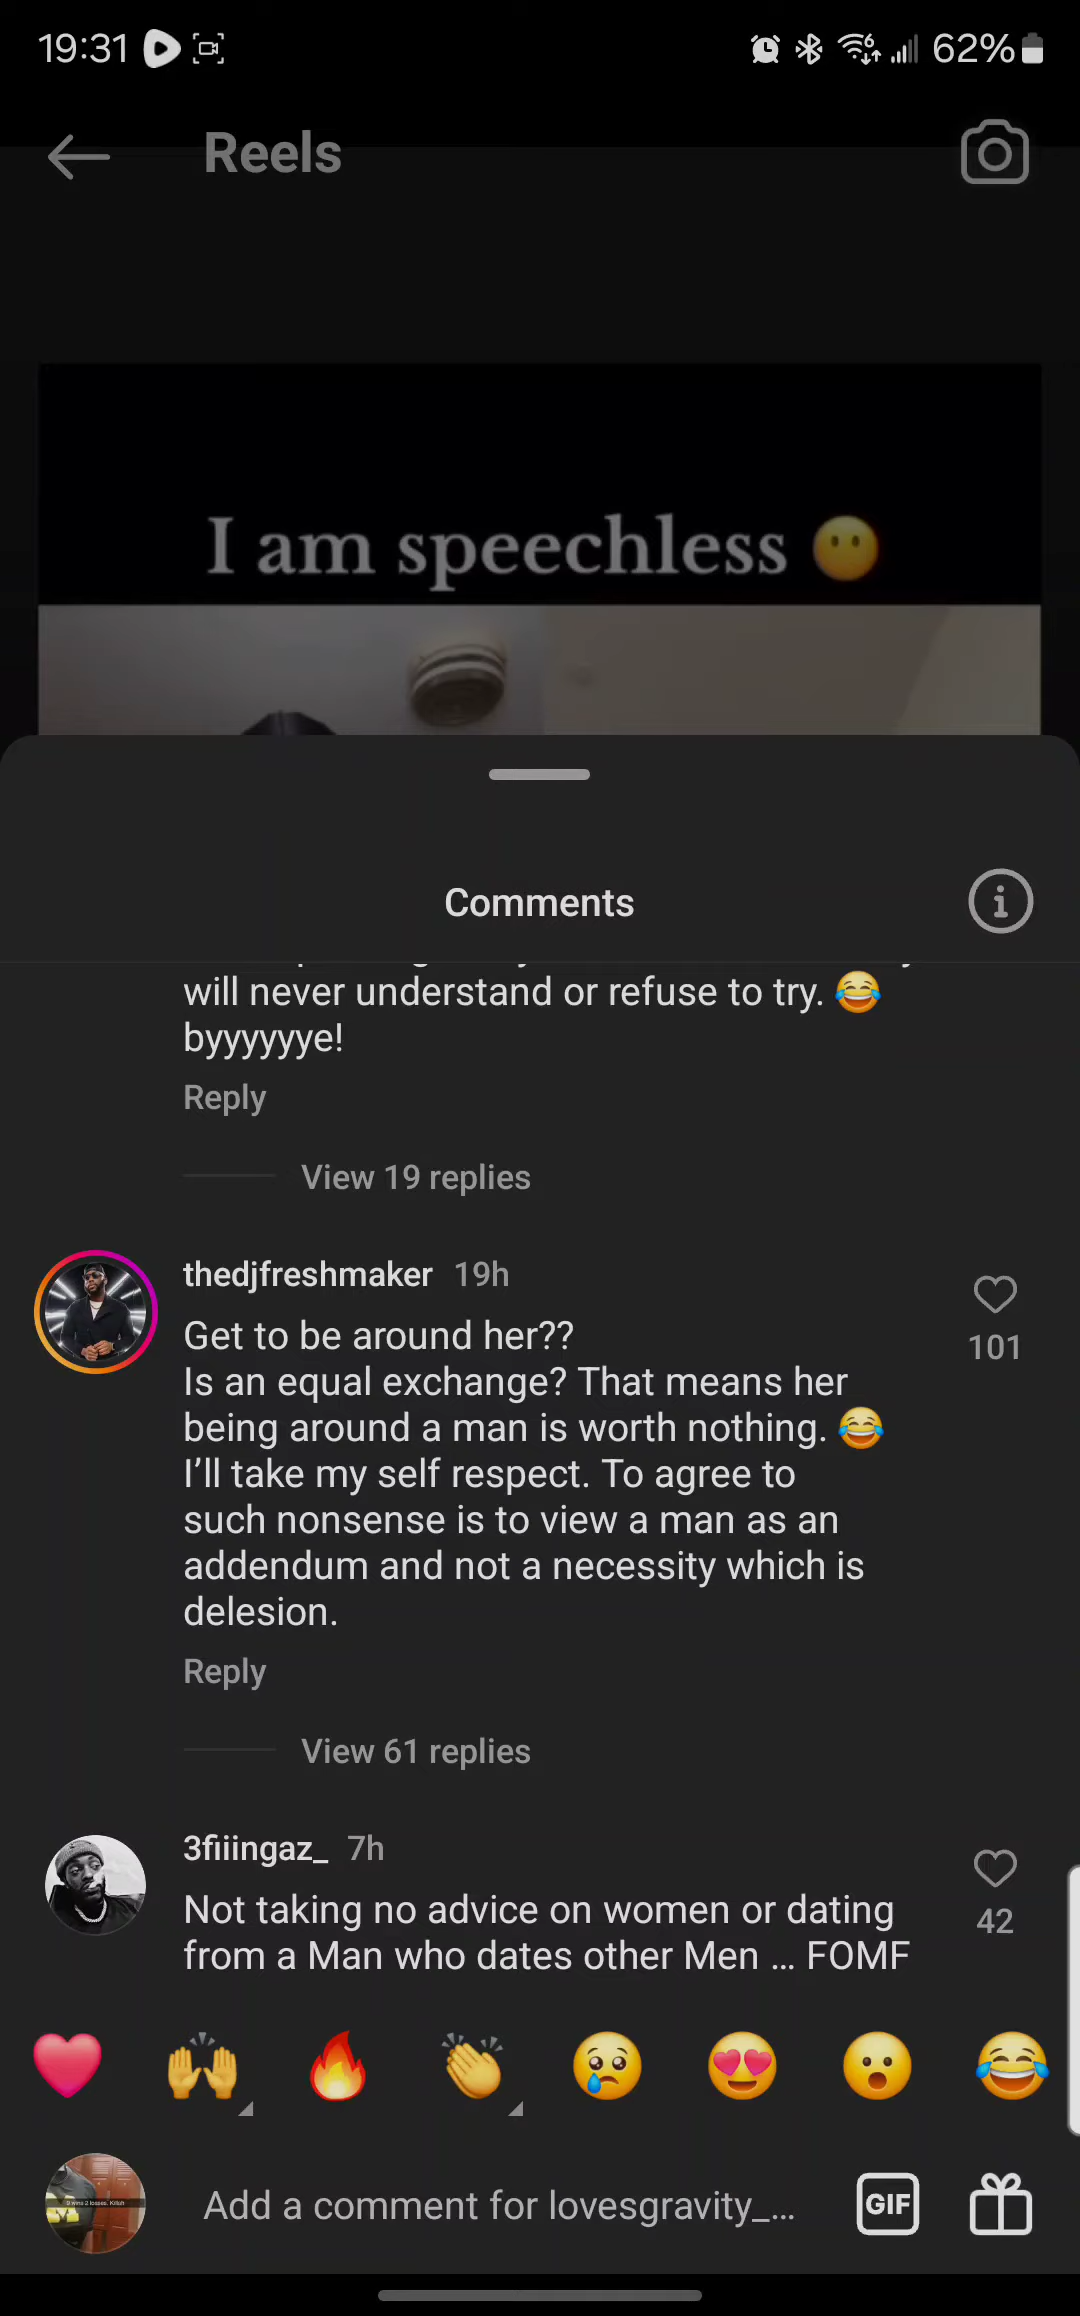 19:31
6
62%
Reels
I am speechless 😶
Comments
will never understand or refuse to try. 😂
byyyyyye!
Reply
View 19 replies
thedjfreshmaker 19h
Get to be around her??
Is an equal exchange? That means her
being around a man is worth nothing. 😂
I'll take my self respect. To agree to
such nonsense is to view a man as an
addendum and not a necessity which is
delesion.
101
Reply
View 61 replies
3fiiingaz_ 7h
Not taking no advice on women or dating
from a Man who dates other Men ... FOMF
42
Add a comment for lovesgravity_...
GIF